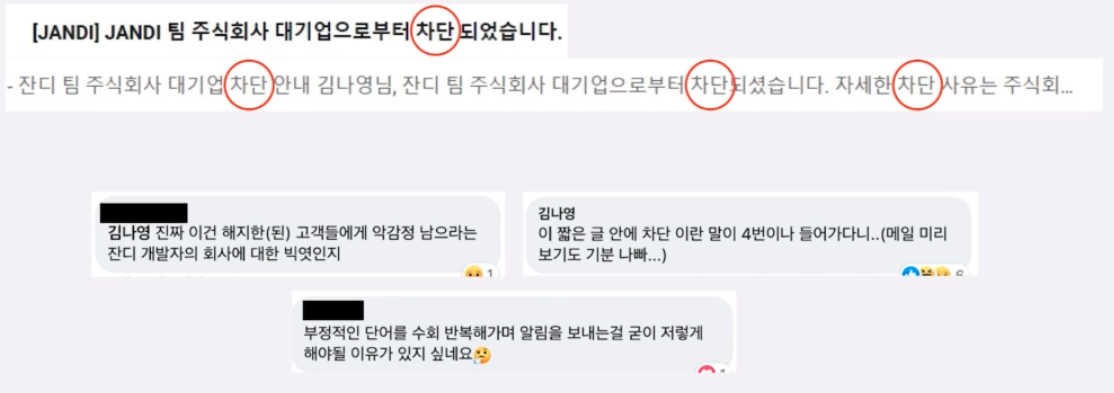 [JANDI] JANDI 팀 주식회사 대기업으로부터 차단 되었습니다.
- 잔디 팀 주식회사 대기업 차단 안내 김나영님, 잔디 팀 주식회사 대기업으로부터 차단되셨습니다. 자세한 차단 사유는 주식회...
김나영 진짜 이건 해지한(된) 고객들에게 악감정 남으라는
잔디 개발자의 회사에 대한 빅엿인지
1
김나영
이 짧은 글 안에 차단 이란 말이 4번이나 들어가다니..(메일 미리
보기도 기분 나빠...)
6
부정적인 단어를 수회 반복해가며 알림을 보내는걸 굳이 저렇게
해야될 이유가 있지 싶네요
1